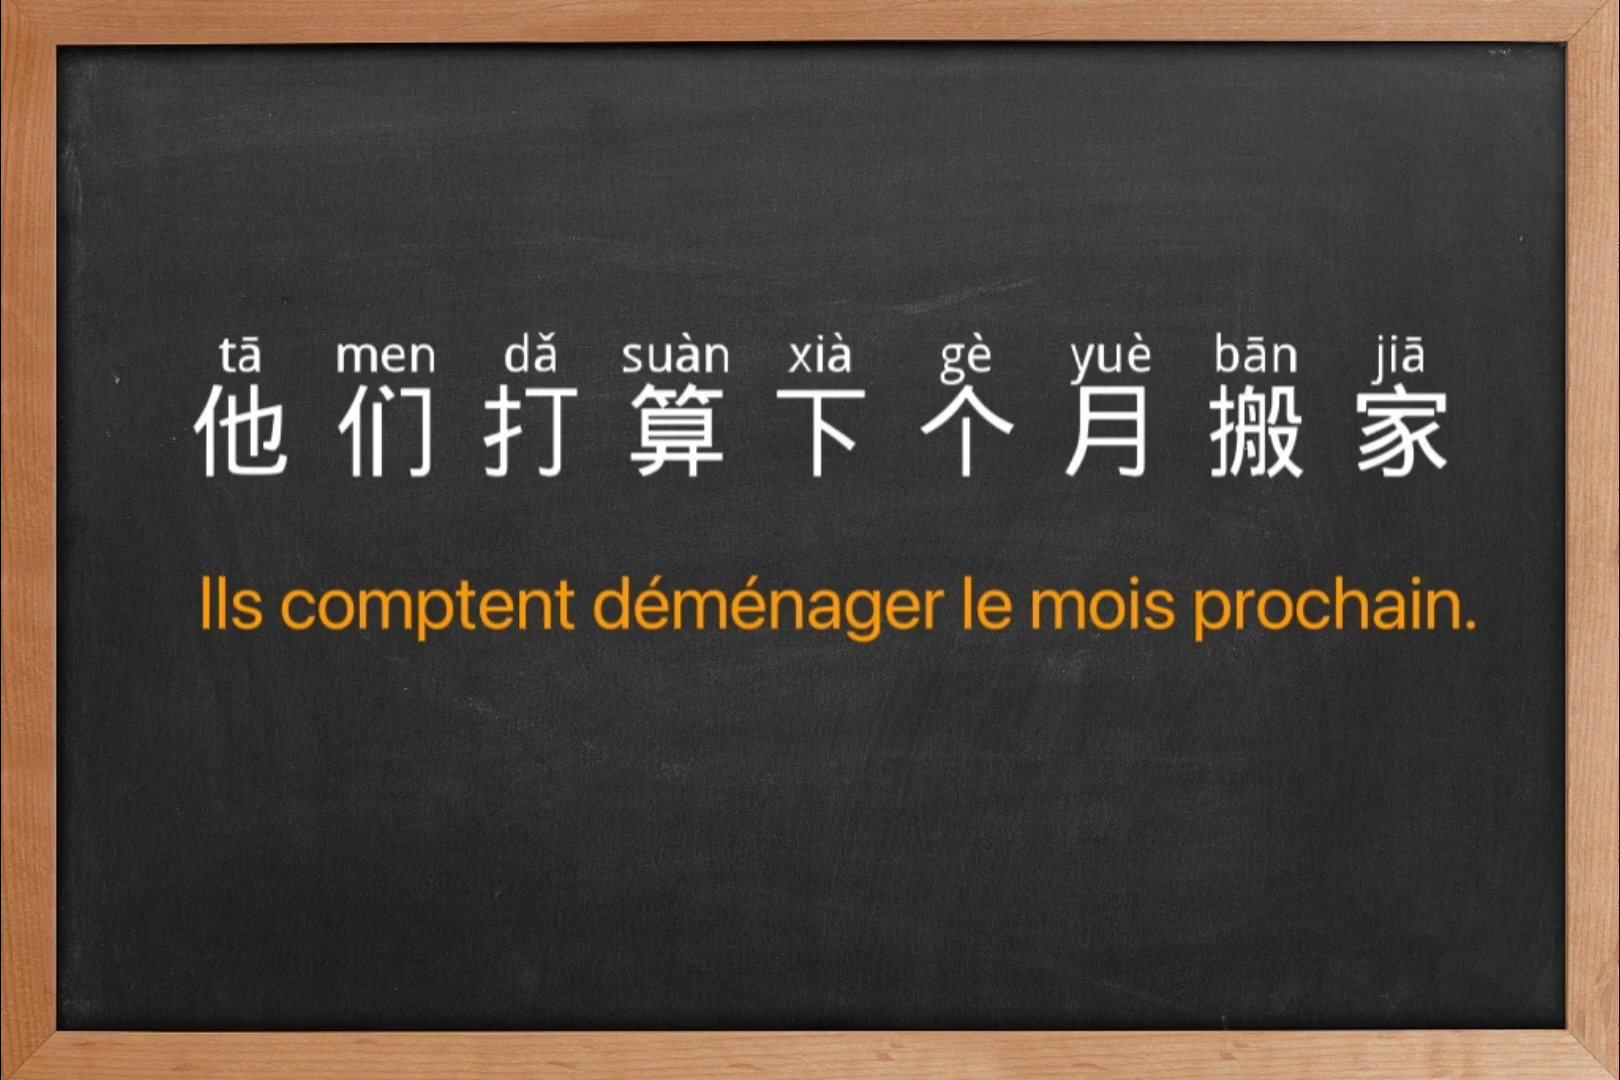 tā men dǎ suàn xià gè yuè bān jiā
他们打算下个月搬家
Ils comptent déménager le mois prochain.